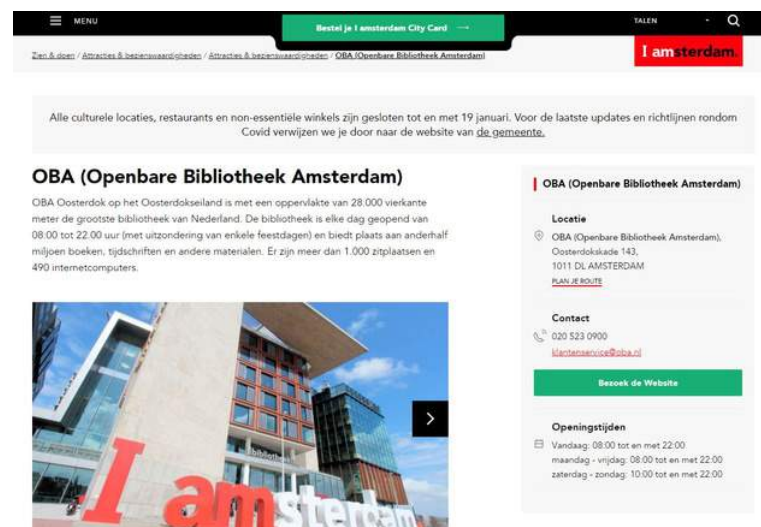 MENU
Bestel je I amsterdam City Card →
TALEN
Zien & doen / Attracties & bezienswaardigheden / Attracties & bezienswaardigheden / OBA (Openbare Bibliotheek Amsterdam)
I amsterdam.
Alle culturele locaties, restaurants en non-essentiële winkels zijn gesloten tot en met 19 januari. Voor de laatste updates en richtlijnen rondom
Covid verwijzen we je door naar de website van de gemeente.
OBA (Openbare Bibliotheek Amsterdam)
OBA Oosterdok op het Oosterdokseiland is met een oppervlakte van 28.000 vierkante
meter de grootste bibliotheek van Nederland. De bibliotheek is elke dag geopend van
08:00 tot 22.00 uur (met uitzondering van enkele feestdagen) en biedt plaats aan anderhalf
miljoen boeken, tijdschriften en andere materialen. Er zijn meer dan 1.000 zitplaatsen en
490 internetcomputers.
bibliotheek
I amsterdam
OBA (Openbare Bibliotheek Amsterdam)
Locatie
OBA (Openbare Bibliotheek Amsterdam),
Oosterdokskade 143,
1011 DL AMSTERDAM
PLAN JE ROUTE
Contact
020 523 0900
klantenservice@oba.nl
Bezoek de Website
Openingstijden
Vandaag: 08:00 tot en met 22:00
maandag - vrijdag: 08:00 tot en met 22:00
zaterdag - zondag: 10:00 tot en met 22:00